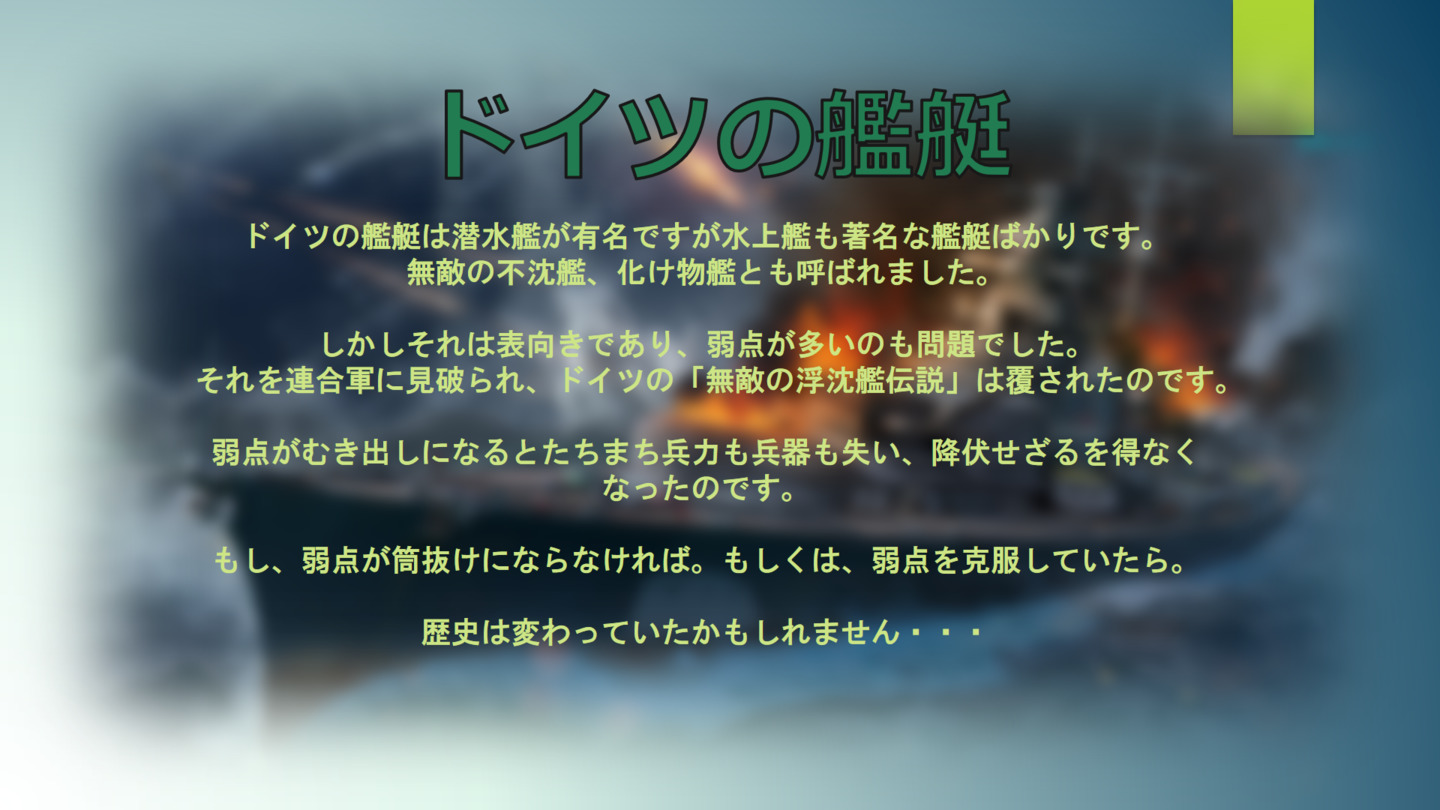 ドイツの艦艇
ドイツの艦艇は潜水艦が有名ですが水上艦も著名な艦艇ばかりです。
無敵の不沈艦、化け物艦とも呼ばれました。
しかしそれは表向きであり、弱点が多いのも問題でした。
それを連合軍に見破られ、ドイツの「無敵の浮沈艦伝説」は覆されたのです。
弱点がむき出しになるとたちまち兵力も兵器も失い、降伏せざるを得なく
なったのです。
もし、弱点が筒抜けにならなければ。もしくは、弱点を克服していたら。
歴史は変わっていたかもしれません・・・